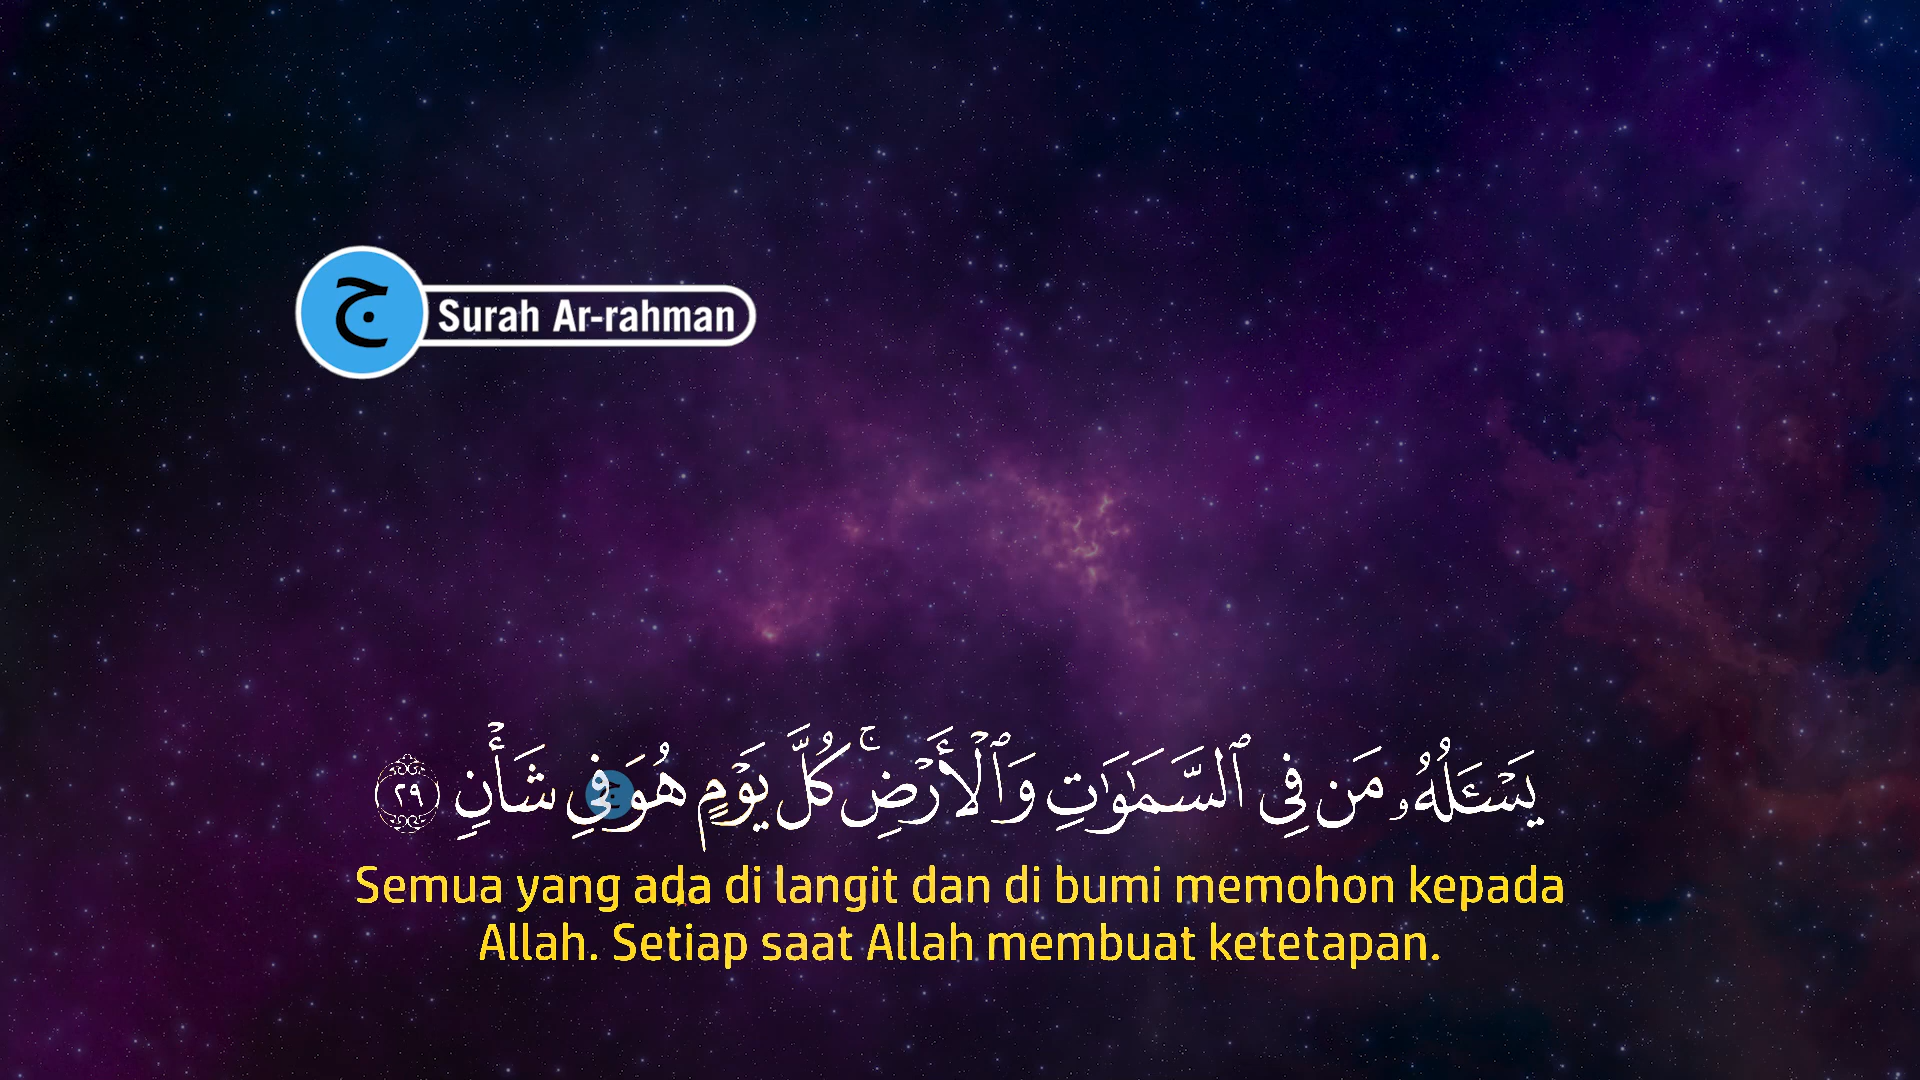 ج
Surah Ar-rahman
يَسْـَٔلُهُۥ مَن فِى ٱلسَّمَٰوَٰتِ وَٱلْأَرْضِ ۚ كُلَّ يَوْمٍ هُوَ فِى شَأْنٍ ٢٩
Semua yang ada di langit dan di bumi memohon kepada
Allah. Setiap saat Allah membuat ketetapan.